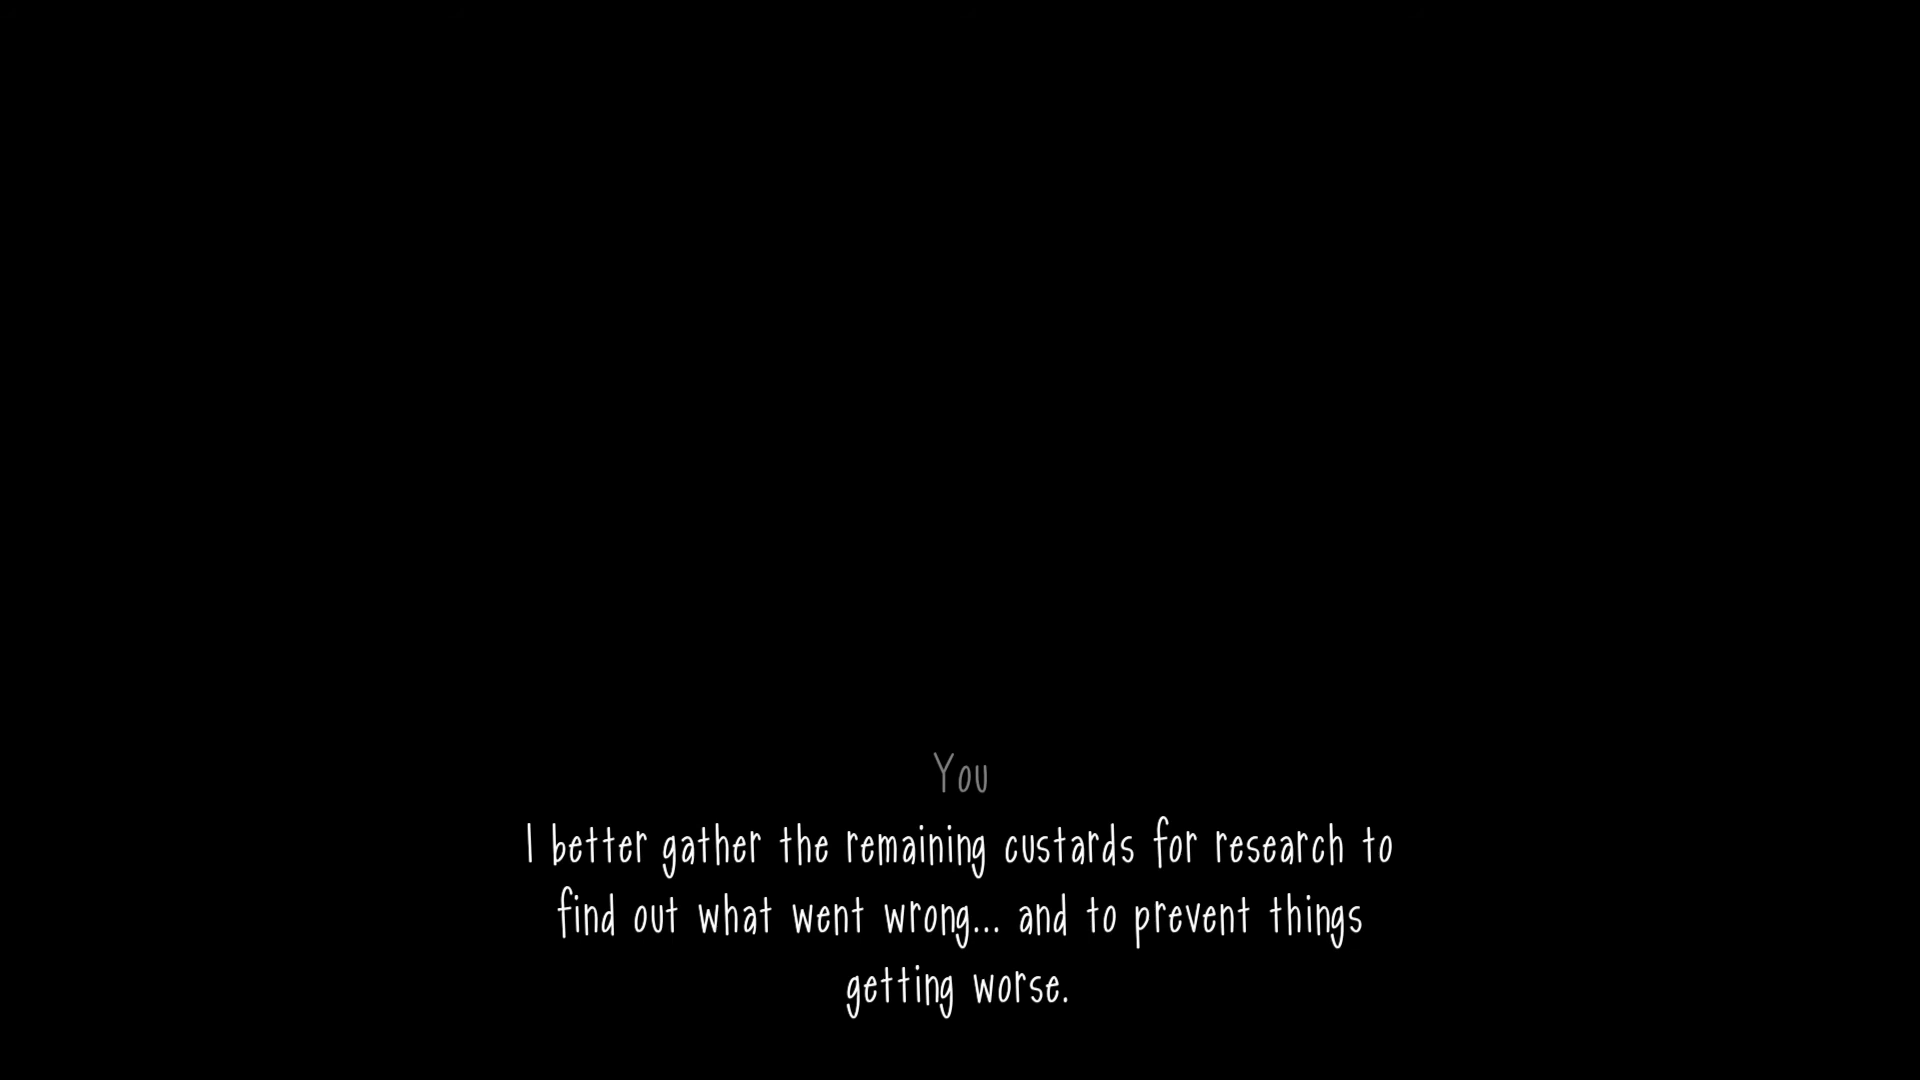 You
I better gather the remaining custards for research to
find out what went wrong... and to prevent things
getting worse.